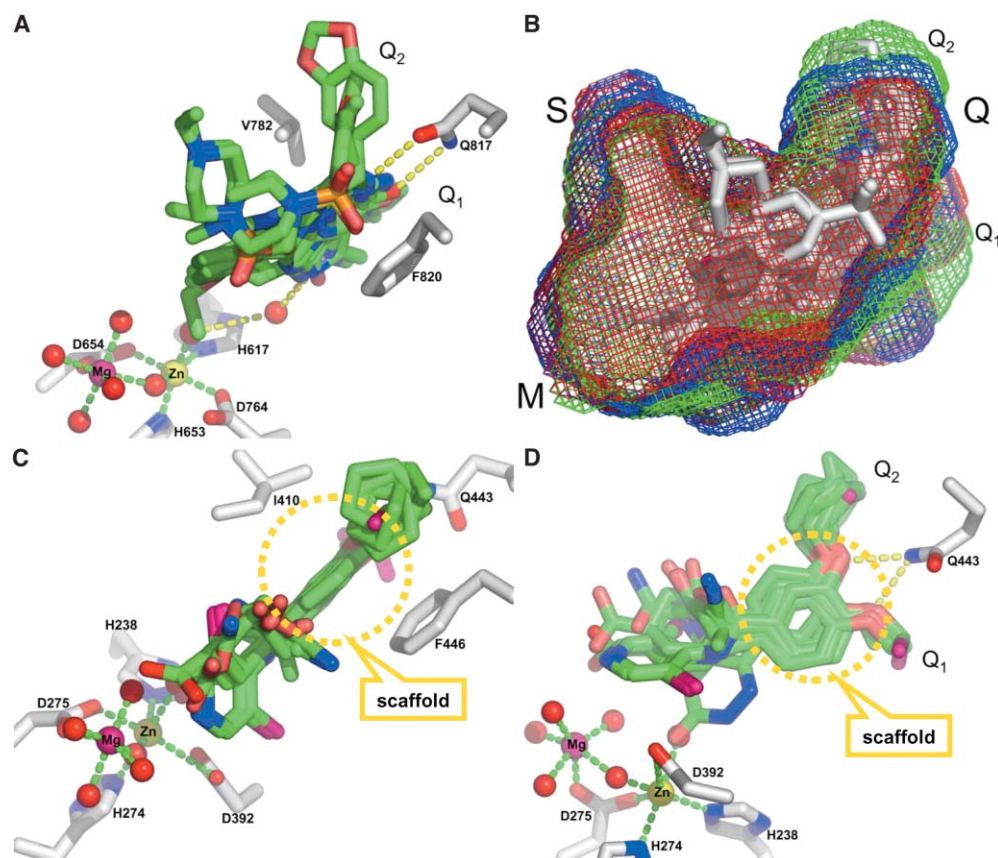 A
Q2
V782
Q817
Q1
F820
D654
H617
Mg
Zn
D764
H653
B
Q2
S
Q
Q1
M
C
I410
Q443
H238
F446
scaffold
D275
Mg
Zn
H274
D392
D
Q2
Q443
Q1
scaffold
Mg
D392
D275
Zn
H274
H238